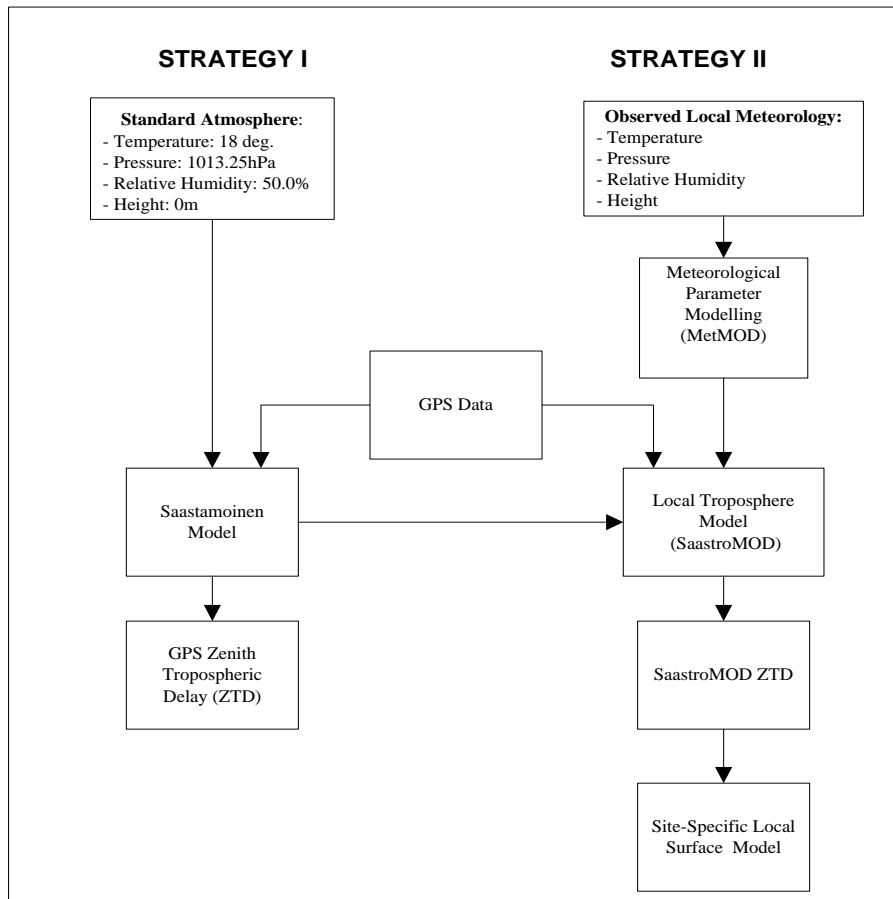 STRATEGY I
STRATEGY II
Standard Atmosphere:
- Temperature: 18 deg.
- Pressure: 1013.25hPa
- Relative Humidity: 50.0%
- Height: 0m
Observed Local Meteorology:
- Temperature
- Pressure
- Relative Humidity
- Height
Meteorological
Parameter
Modelling
(MetMOD)
GPS Data
Saastamoinen
Model
Local Troposphere
Model
(SaastroMOD)
GPS Zenith
Tropospheric
Delay (ZTD)
SaastroMOD ZTD
Site-Specific Local
Surface Model